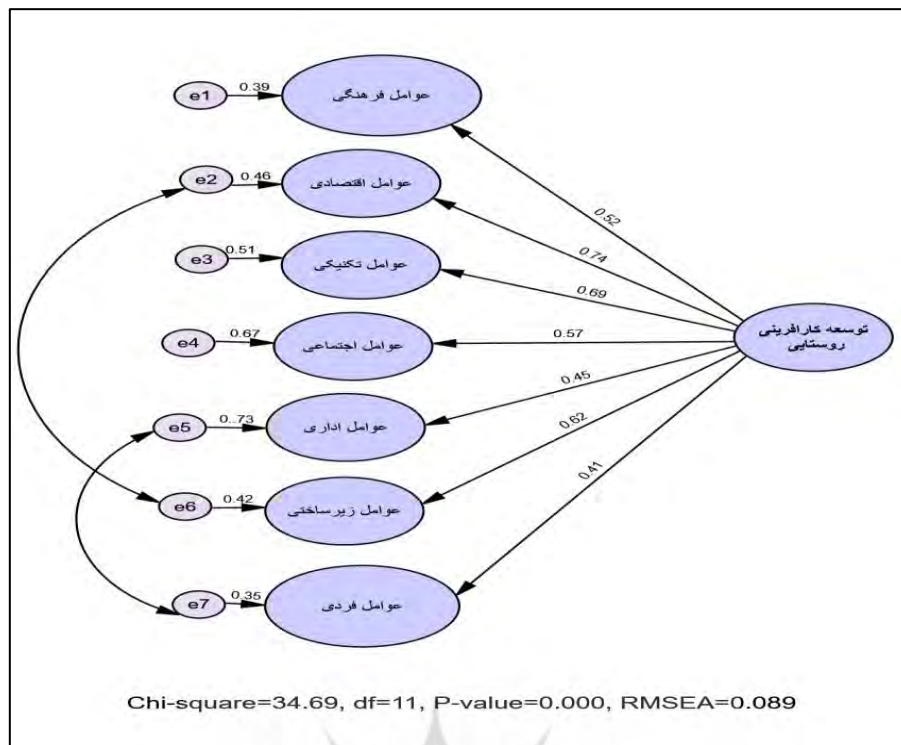 e1 0.39 عوامل فرهنگی
0.52
e2 0.46 عوامل اقتصادی
0.74
e3 0.51 عوامل تکنیکی
0.69
توسعه کارافرینی
روستایی
e4 0.67 عوامل اجتماعی
0.57
e5 0..73 عوامل اداری
0.45
e6 0.42 عوامل زیرساختی
0.62
e7 0.35 عوامل فردی
0.41
Chi-square=34.69, df=11, P-value=0.000, RMSEA=0.089